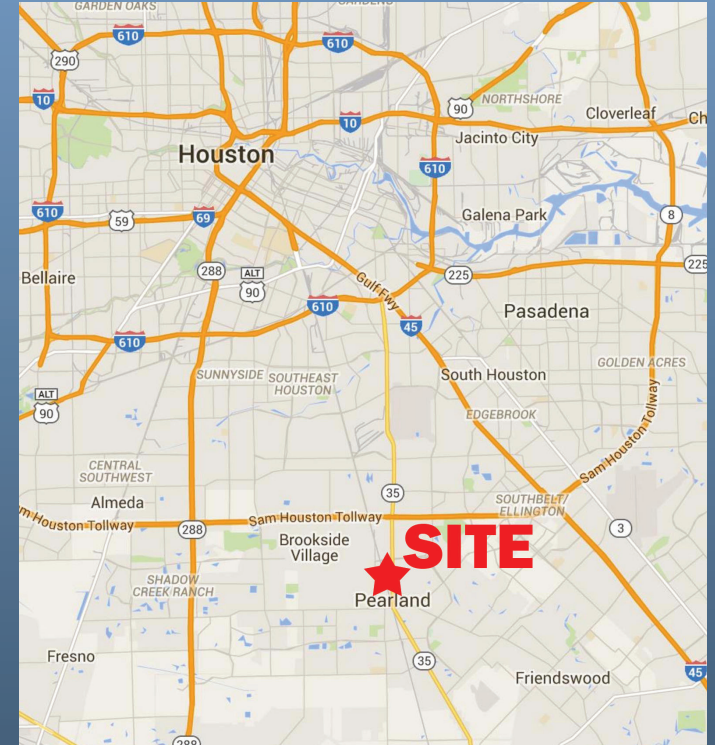 GARDEN OAKS
610
610
290
10
90
NORTHSHORE
Cloverleaf
Ch
10
Jacinto City
Houston
610
610
59
69
Galena Park
8
288
ALT
90
Bellaire
Gulf Fwy
225
225
610
45
Pasadena
610
SUNNYSIDE
SOUTHEAST
HOUSTON
South Houston
GOLDEN ACRES
ALT
90
EDGEBROOK
Sam Houston Tollway
CENTRAL
SOUTHWEST
35
SOUTHBELT/
ELLINGTON
Almeda
m Houston Tollway
288
Sam Houston Tollway
3
Brookside
Village
SITE
SHADOW
CREEK RANCH
Pearland
Fresno
35
Friendswood
45
288